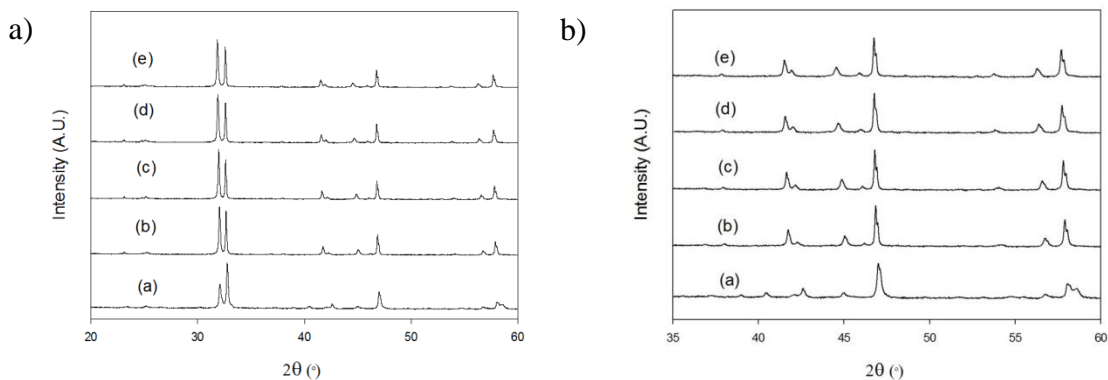 a)
Intensity (A.U.)
(e)
(d)
(c)
(b)
(a)
20 30 40 50 60
2θ (°)
b)
Intensity (A.U.)
(e)
(d)
(c)
(b)
(a)
35 40 45 50 55 60
2θ (°)